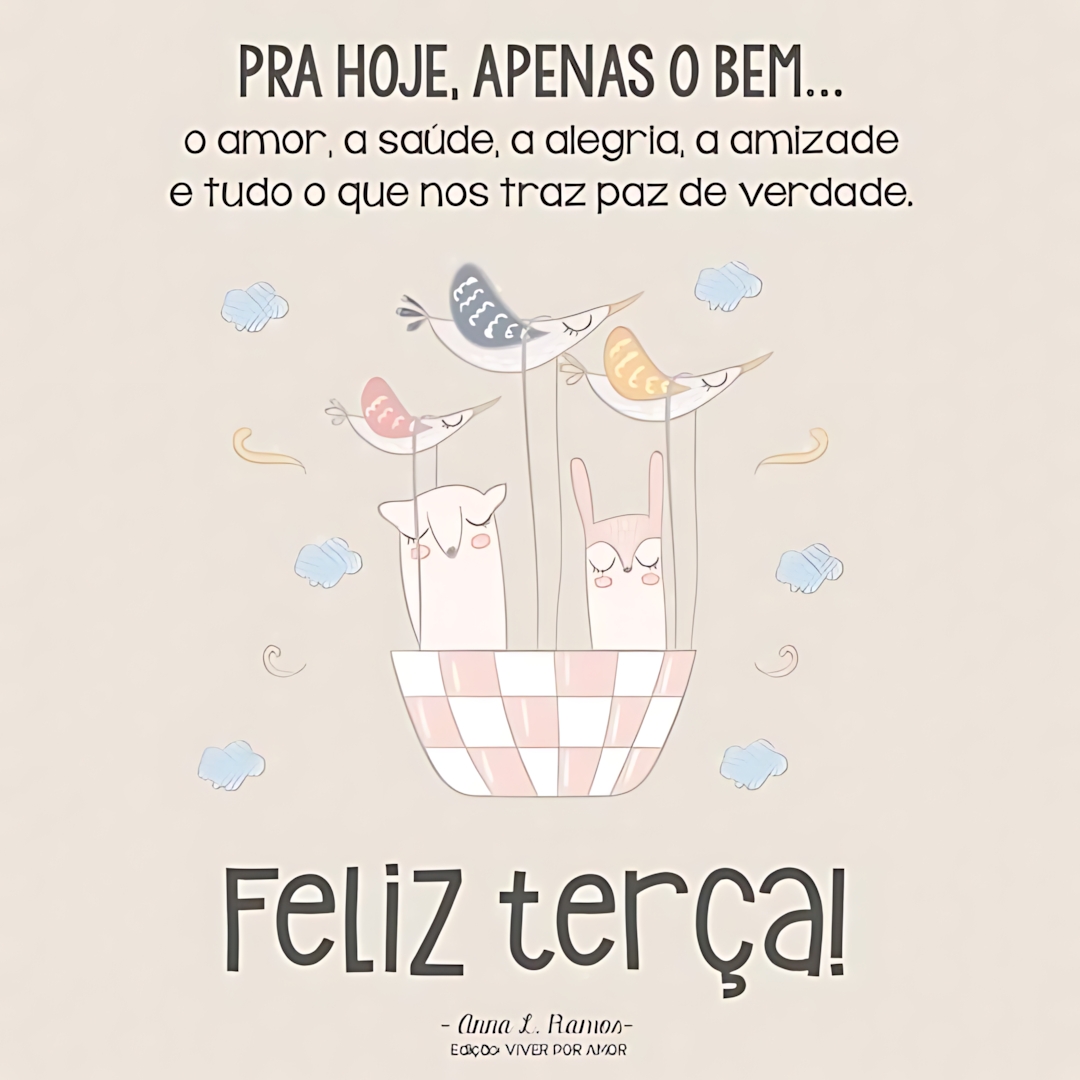 PRA HOJE, APENAS O BEM...
o amor, a saúde, a alegria, a amizade
e tudo o que nos traz paz de verdade.
Feliz terça!
- Anna L. Ramos-
EDIÇÃO: VIVER POR AMOR